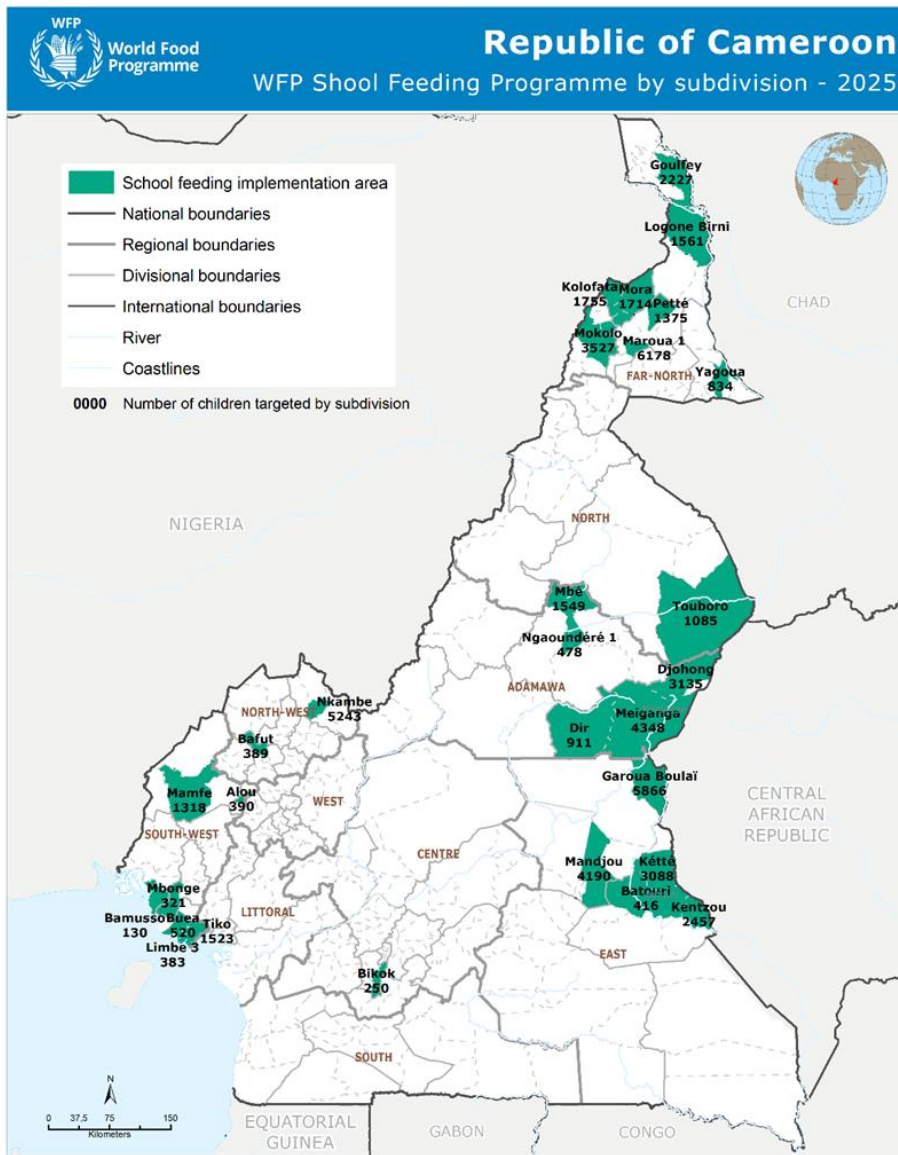 WFP
World Food
Programme
Republic of Cameroon
WFP Shool Feeding Programme by subdivision - 2025
School feeding implementation area
National boundaries
Regional boundaries
Divisional boundaries
International boundaries
River
Coastlines
0000 Number of children targeted by subdivision
Goulfey
2227
Logone Birni
1561
CHAD
Kolofata
1755
Mora
1714
Petté
1375
Mokolo
3527
Maroua 1
6178
FAR-NORTH
Yagoua
834
NIGERIA
NORTH
Mbé
1549
Touboro
1085
Ngaoundéré 1
478
Djohong
3135
ADAMAWA
Nkambe
5243
NORTH-WEST
Meiganga
4348
Dir
911
Bafut
389
Garoua Boulaï
5866
Mamfe
1318
Alou
390
WEST
CENTRAL
AFRICAN
REPUBLIC
SOUTH-WEST
CENTRE
Mandjou
4190
Kétté
3088
Mbonge
321
Batouri
416
Kentzou
2457
LITTORAL
Bamusso
130
Buea
520
Tiko
1523
Limbe 3
383
EAST
Bikok
250
SOUTH
N
0 37,5 75 150
Kilometers
EQUATORIAL
GUINEA
GABON
CONGO